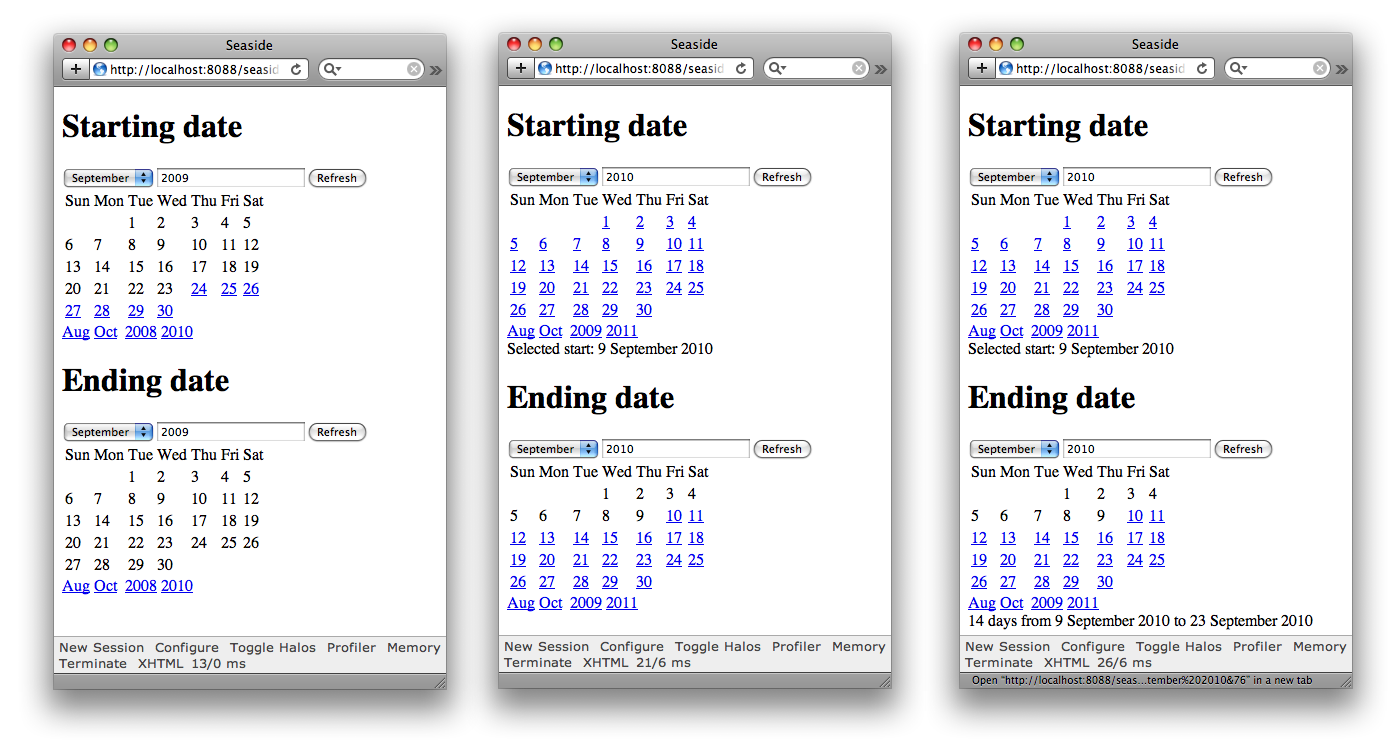 Seaside
http://localhost:8088/seasid
Starting date
September 2009 Refresh
Sun Mon Tue Wed Thu Fri Sat
1 2 3 4 5
6 7 8 9 10 11 12
13 14 15 16 17 18 19
20 21 22 23 24 25 26
27 28 29 30
Aug Oct 2008 2010
Ending date
September 2009 Refresh
Sun Mon Tue Wed Thu Fri Sat
1 2 3 4 5
6 7 8 9 10 11 12
13 14 15 16 17 18 19
20 21 22 23 24 25 26
27 28 29 30
Aug Oct 2008 2010
New Session Configure Toggle Halos Profiler Memory
Terminate XHTML 13/0 ms
Seaside
http://localhost:8088/seasid
Starting date
September 2010 Refresh
Sun Mon Tue Wed Thu Fri Sat
1 2 3 4
5 6 7 8 9 10 11
12 13 14 15 16 17 18
19 20 21 22 23 24 25
26 27 28 29 30
Aug Oct 2009 2011
Selected start: 9 September 2010
Ending date
September 2010 Refresh
Sun Mon Tue Wed Thu Fri Sat
1 2 3 4
5 6 7 8 9 10 11
12 13 14 15 16 17 18
19 20 21 22 23 24 25
26 27 28 29 30
Aug Oct 2009 2011
New Session Configure Toggle Halos Profiler Memory
Terminate XHTML 21/6 ms
Seaside
http://localhost:8088/seasid
Starting date
September 2010 Refresh
Sun Mon Tue Wed Thu Fri Sat
1 2 3 4
5 6 7 8 9 10 11
12 13 14 15 16 17 18
19 20 21 22 23 24 25
26 27 28 29 30
Aug Oct 2009 2011
Selected start: 9 September 2010
Ending date
September 2010 Refresh
Sun Mon Tue Wed Thu Fri Sat
1 2 3 4
5 6 7 8 9 10 11
12 13 14 15 16 17 18
19 20 21 22 23 24 25
26 27 28 29 30
Aug Oct 2009 2011
14 days from 9 September 2010 to 23 September 2010
New Session Configure Toggle Halos Profiler Memory
Terminate XHTML 26/6 ms
Open "http://localhost:8088/seas...tember%202010&76" in a new tab